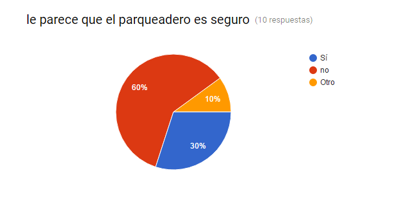 le parece que el parqueadero es seguro (10 respuestas)
Sí
no
Otro
60%
10%
30%